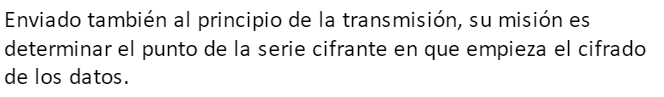 Enviado también al principio de la transmisión, su misión es
determinar el punto de la serie cifrante en que empieza el cifrado
de los datos.